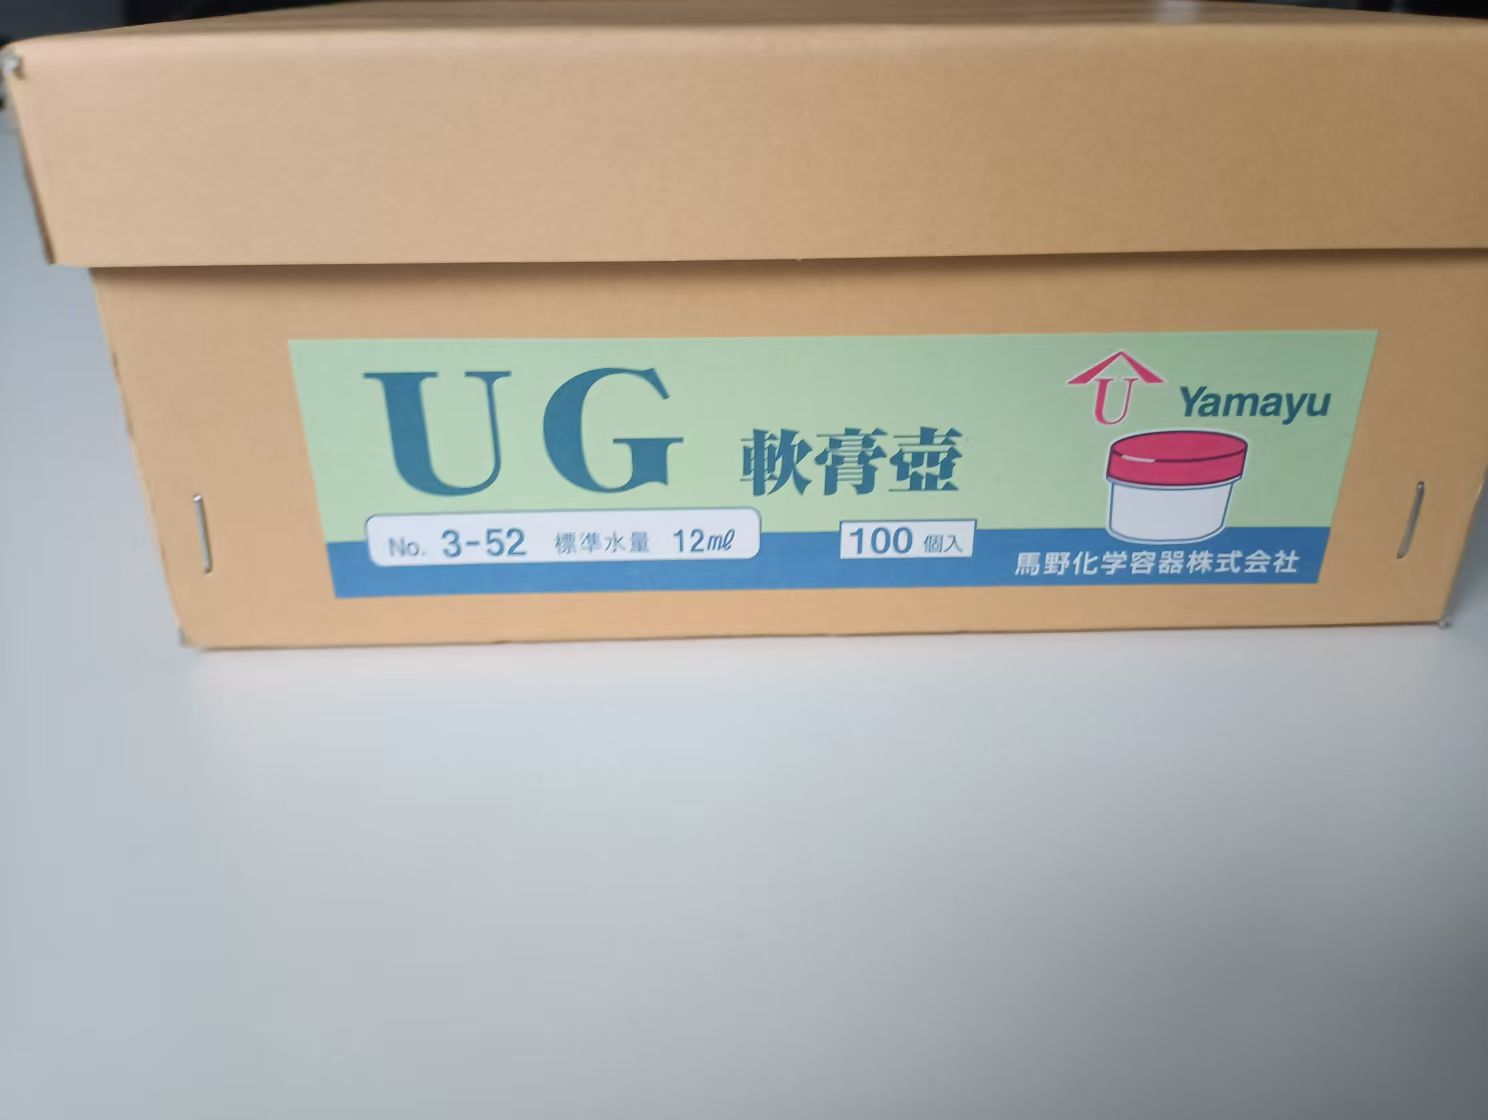 UG 軟膏壺
U Yamayu
No. 3-52 標準水量 12㎖
100 個入
馬野化学容器株式会社